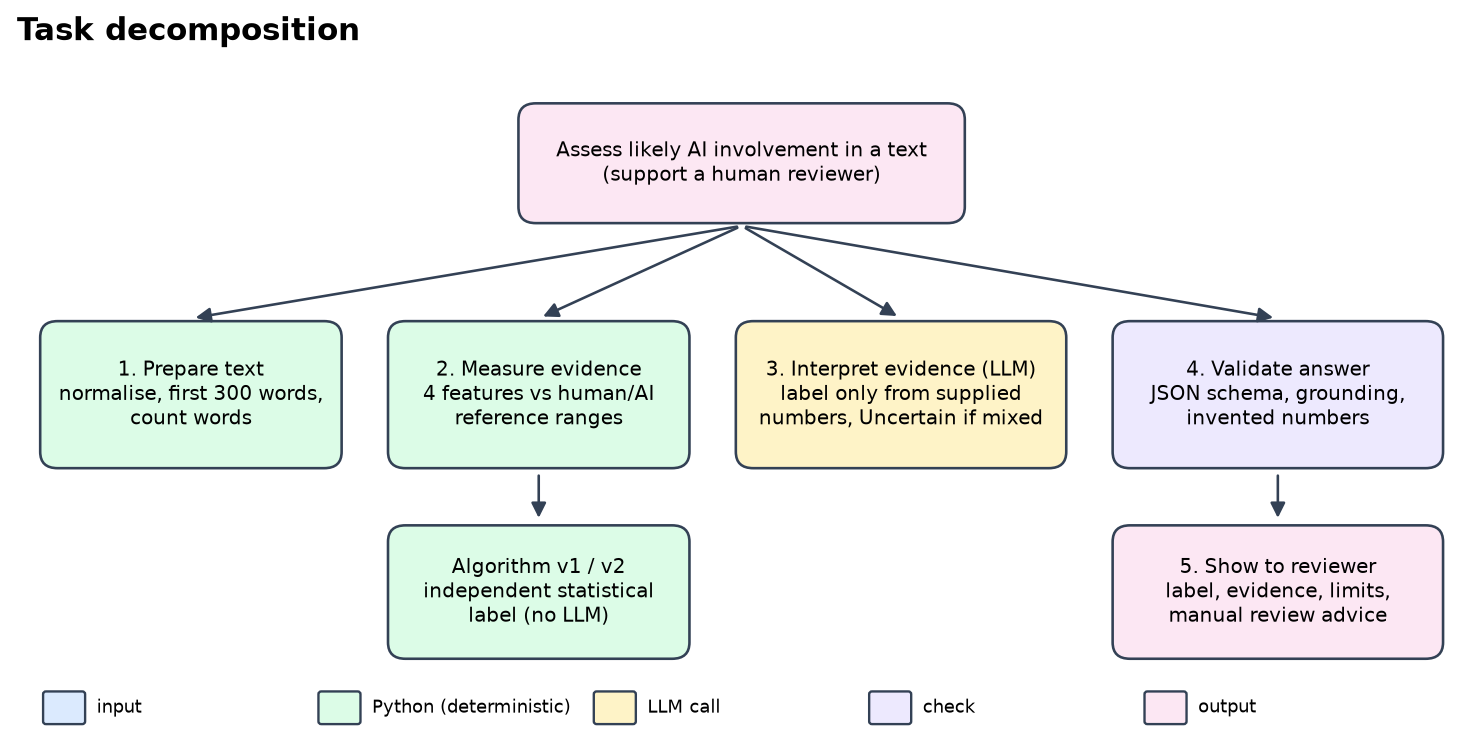 Task decomposition
Assess likely AI involvement in a text
(support a human reviewer)
1. Prepare text
normalise, first 300 words,
count words
2. Measure evidence
4 features vs human/AI
reference ranges
3. Interpret evidence (LLM)
label only from supplied
numbers, Uncertain if mixed
4. Validate answer
JSON schema, grounding,
invented numbers
Algorithm v1 / v2
independent statistical
label (no LLM)
5. Show to reviewer
label, evidence, limits,
manual review advice
input
Python (deterministic)
LLM call
check
output